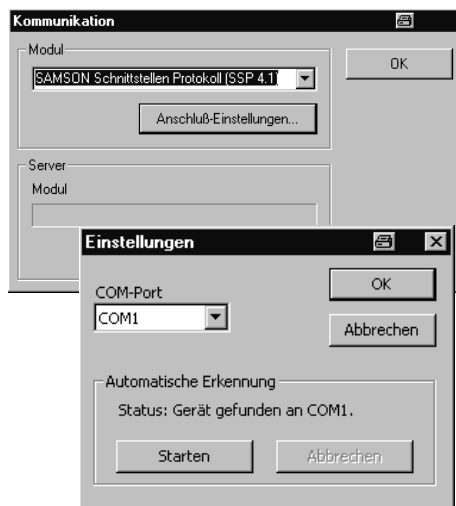 Kommunikation
Modul
SAMSON Schnittstellen Protokoll (SSP 4.1)
OK
Anschluß-Einstellungen...
Server
Modul
Einstellungen
COM-Port
COM1
OK
Abbrechen
Automatische Erkennung
Status: Gerät gefunden an COM1.
Starten
Abbrechen